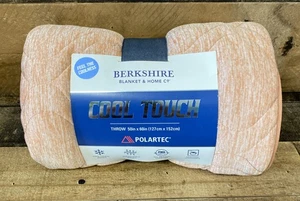 FEEL THE
COOLNESS
BERKSHIRE
BLANKET & HOME CO
COOL TOUCH
THROW 50in x 60in (127cm x 152cm)
POLARTEC